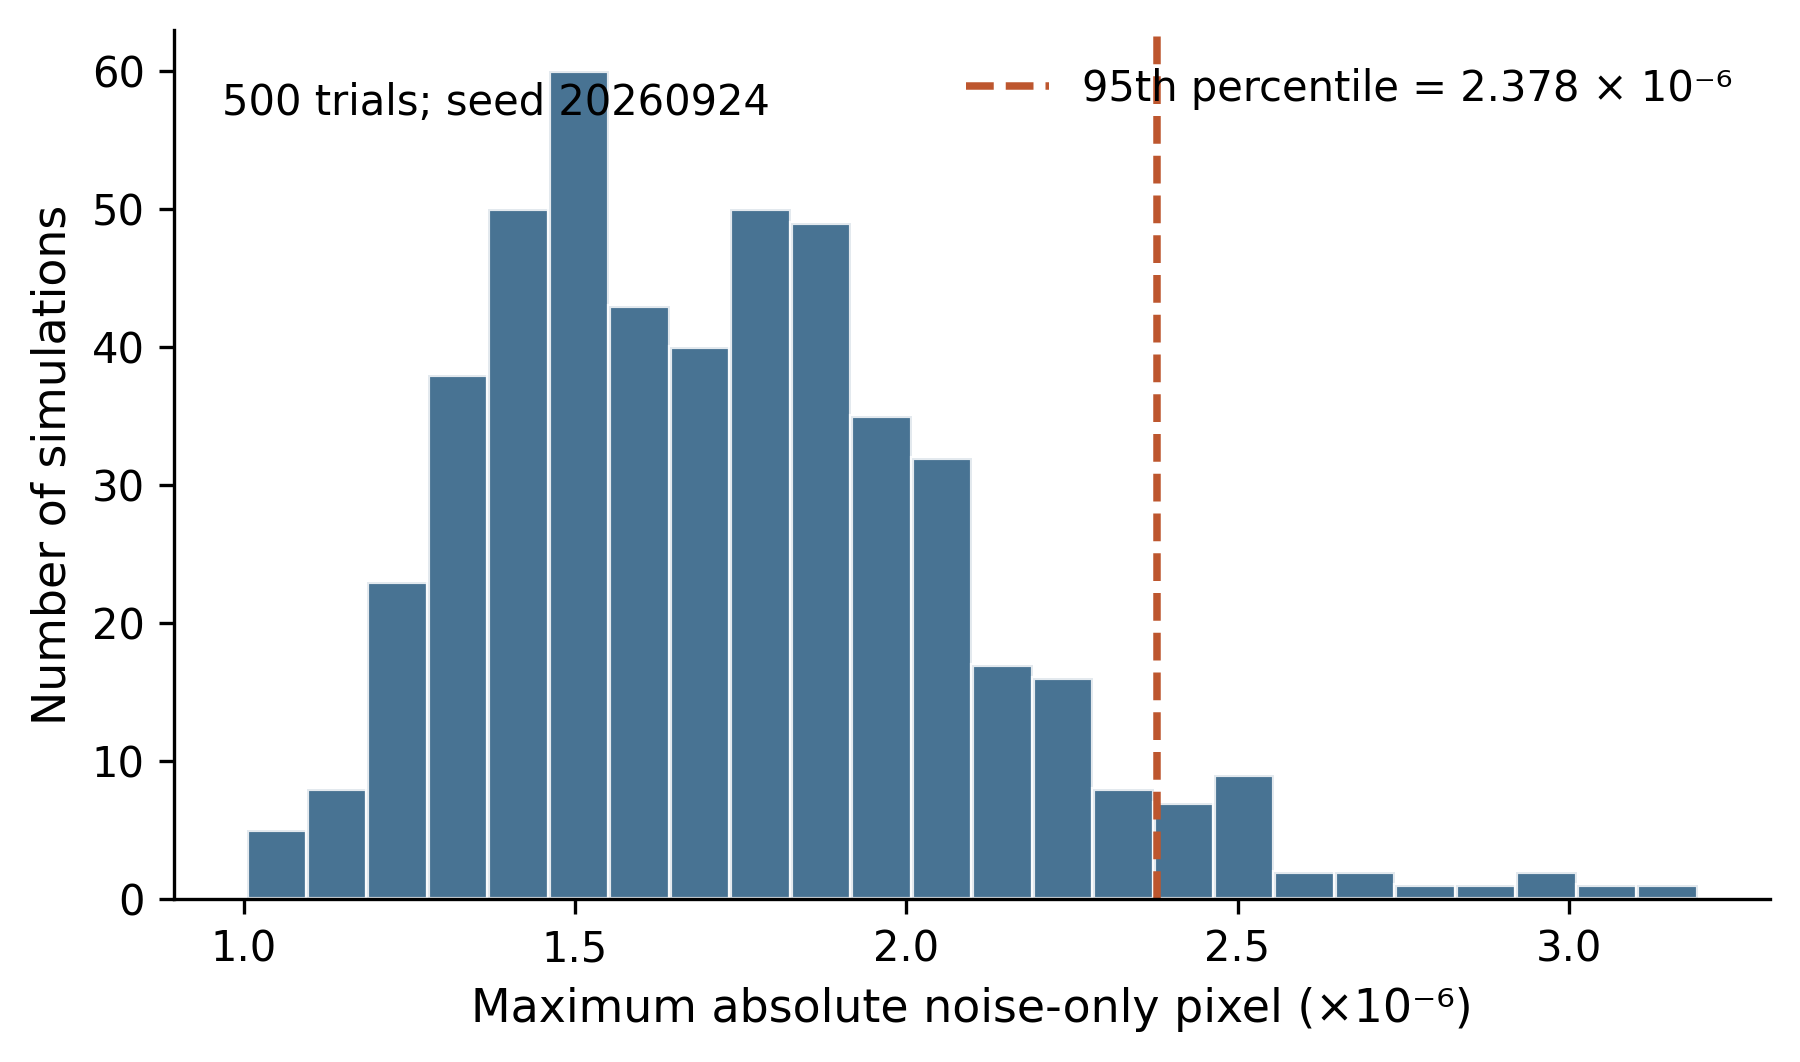 500 trials; seed 20260924
95th percentile = 2.378 × 10⁻⁶
Number of simulations
60
50
40
30
20
10
0
1.0 1.5 2.0 2.5 3.0
Maximum absolute noise-only pixel (×10⁻⁶)